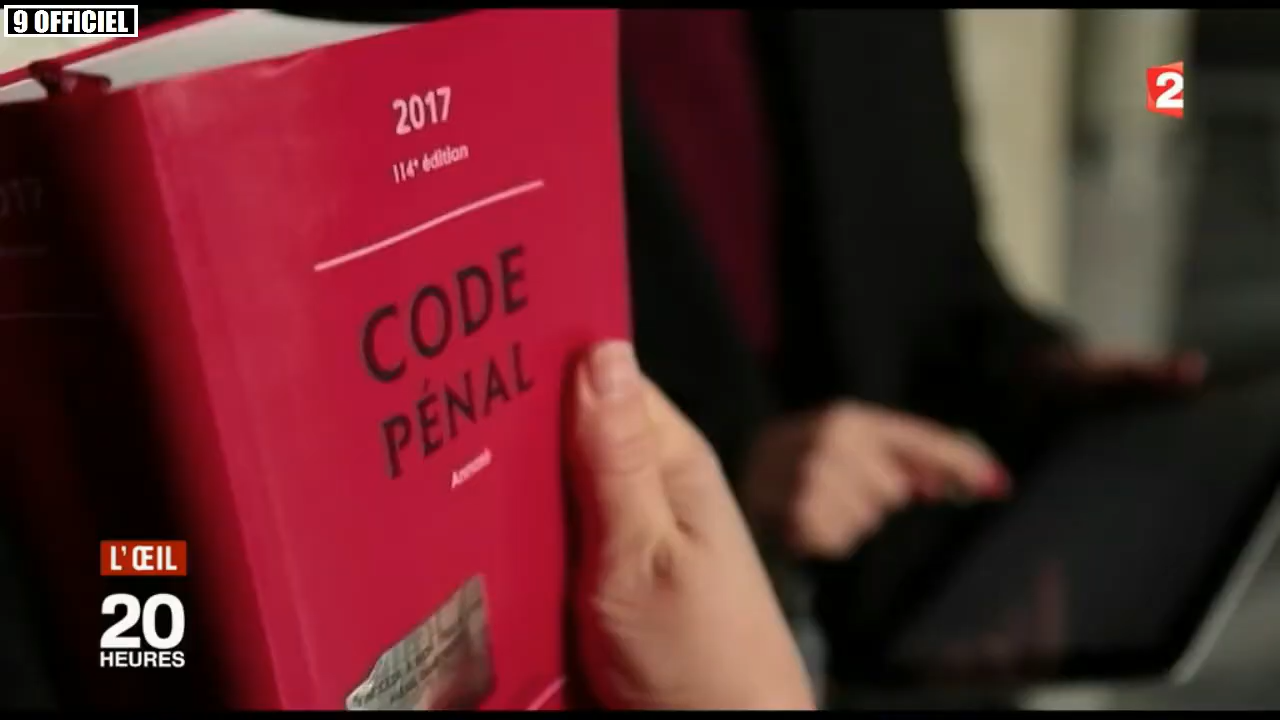 9 OFFICIEL
2
2017
114e édition
CODE
PÉNAL
Annoté
L'ŒIL
20
HEURES